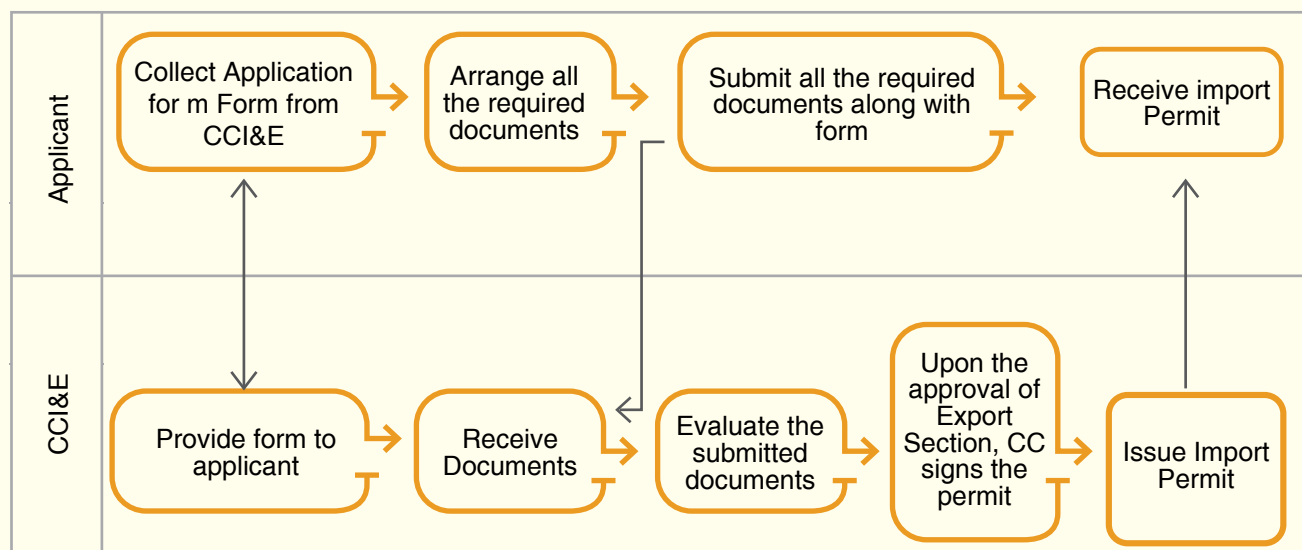 Applicant
Collect Application
for m Form from
CCI&E
Arrange all
the required
documents
Submit all the required
documents along with
form
Receive import
Permit
CCI&E
Provide form to
applicant
Receive
Documents
Evaluate the
submitted
documents
Upon the
approval of
Export
Section, CC
signs the
permit
Issue Import
Permit